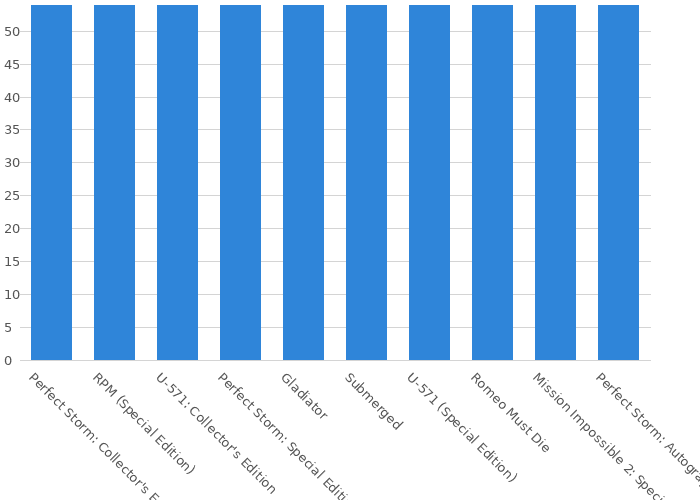 50
45
40
35
30
25
20
15
10
5
0
Perfect Storm: Collector's E
RPM (Special Edition)
U-571: Collector's Edition
Perfect Storm: Special Editi
Gladiator
Submerged
U-571 (Special Edition)
Romeo Must Die
Mission Impossible 2: Speci
Perfect Storm: Autogra